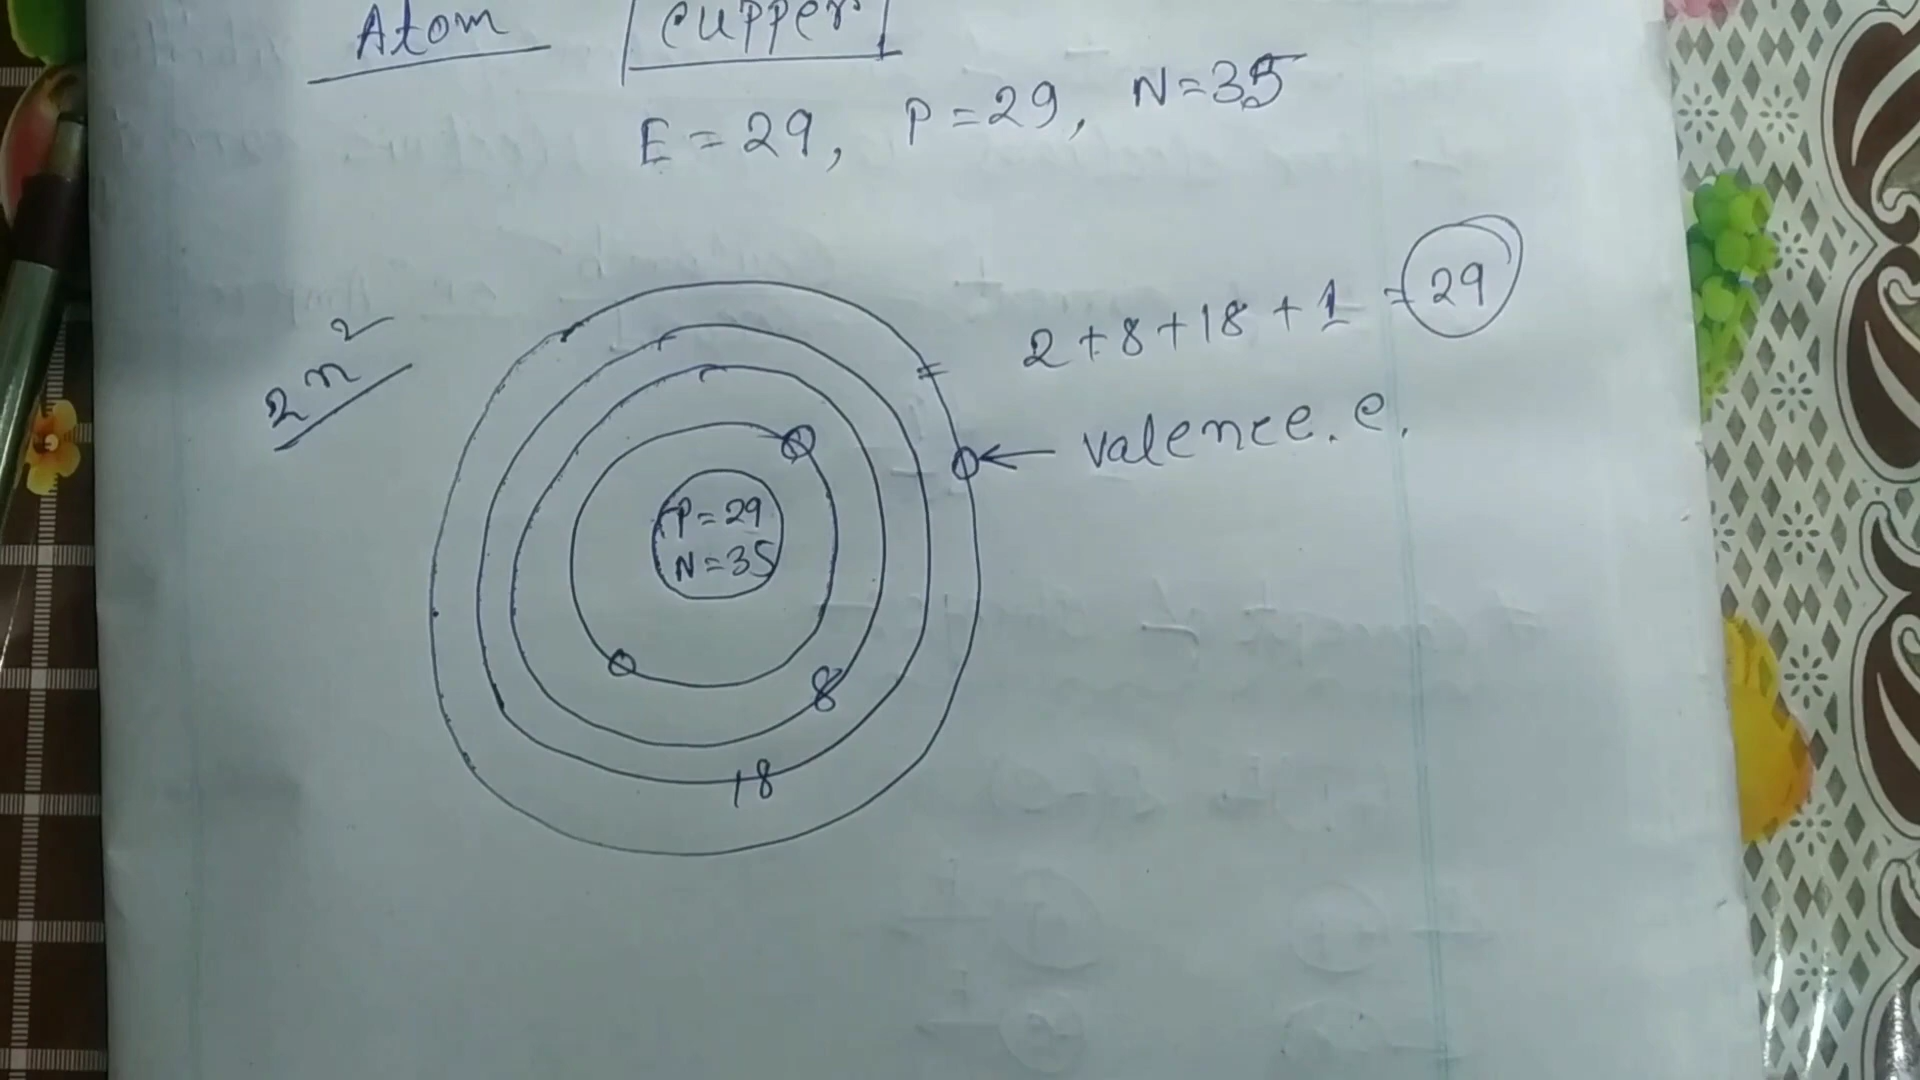 Atom cupper
E = 29, P = 29, N = 35
2n²
2 + 8 + 18 + 1 = 29
valence. e.
P = 29
N = 35
8
18